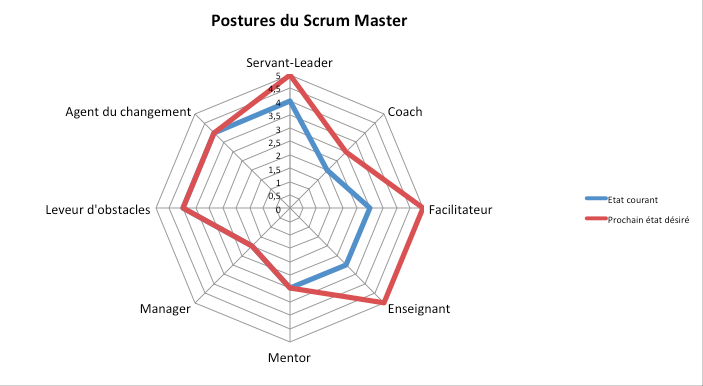 Postures du Scrum Master
Servant-Leader
5
4,5
4
3,5
3
2,5
2
1,5
1
0,5
0
Agent du changement
Coach
Leveur d'obstacles
Facilitateur
Manager
Enseignant
Mentor
Etat courant
Prochain état désiré